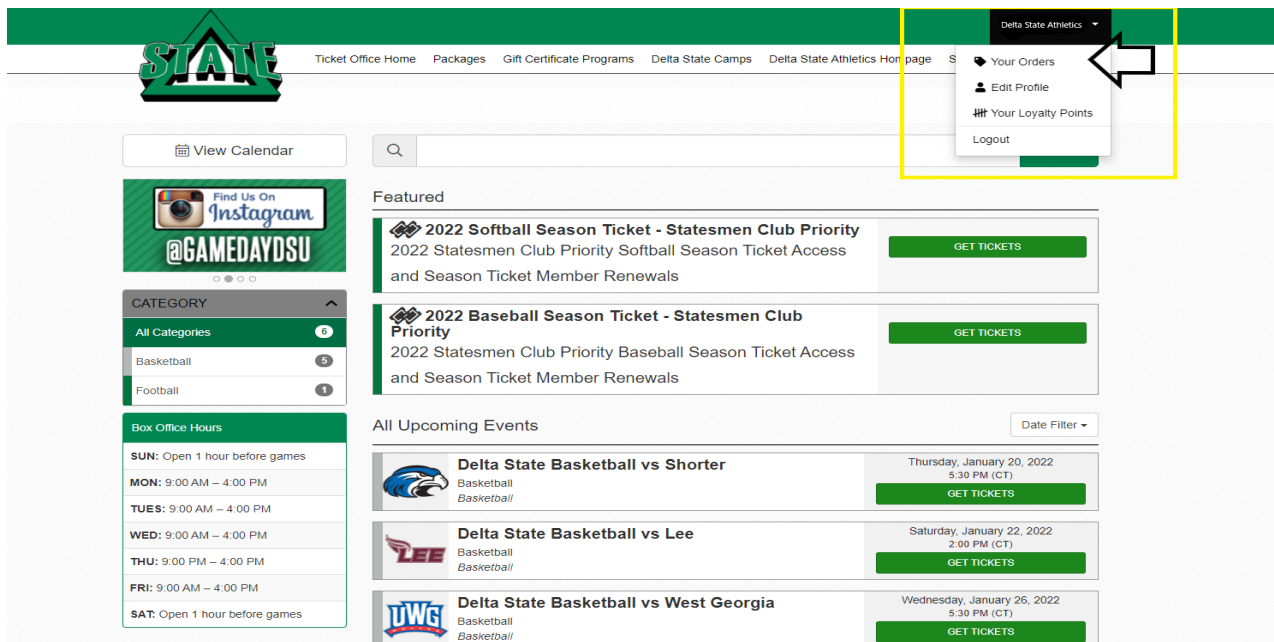 Delta State Athletics
STATE
Ticket Office Home Packages Gift Certificate Programs Delta State Camps Delta State Athletics Hom page S
Your Orders
Edit Profile
Your Loyalty Points
Logout
View Calendar
Find Us On
Instagram
@GAMEDAYDSU
CATEGORY
All Categories 6
Basketball 5
Football 1
Box Office Hours
SUN: Open 1 hour before games
MON: 9:00 AM – 4:00 PM
TUES: 9:00 AM – 4:00 PM
WED: 9:00 AM – 4:00 PM
THU: 9:00 PM – 4:00 PM
FRI: 9:00 AM – 4:00 PM
SAT: Open 1 hour before games
Featured
2022 Softball Season Ticket - Statesmen Club Priority
2022 Statesmen Club Priority Softball Season Ticket Access
and Season Ticket Member Renewals
GET TICKETS
2022 Baseball Season Ticket - Statesmen Club
Priority
2022 Statesmen Club Priority Baseball Season Ticket Access
and Season Ticket Member Renewals
GET TICKETS
All Upcoming Events
Date Filter
Delta State Basketball vs Shorter
Basketball
Basketball
Thursday, January 20, 2022
5:30 PM (CT)
GET TICKETS
LEE
Delta State Basketball vs Lee
Basketball
Basketball
Saturday, January 22, 2022
2:00 PM (CT)
GET TICKETS
UWG
Delta State Basketball vs West Georgia
Basketball
Basketball
Wednesday, January 26, 2022
5:30 PM (CT)
GET TICKETS